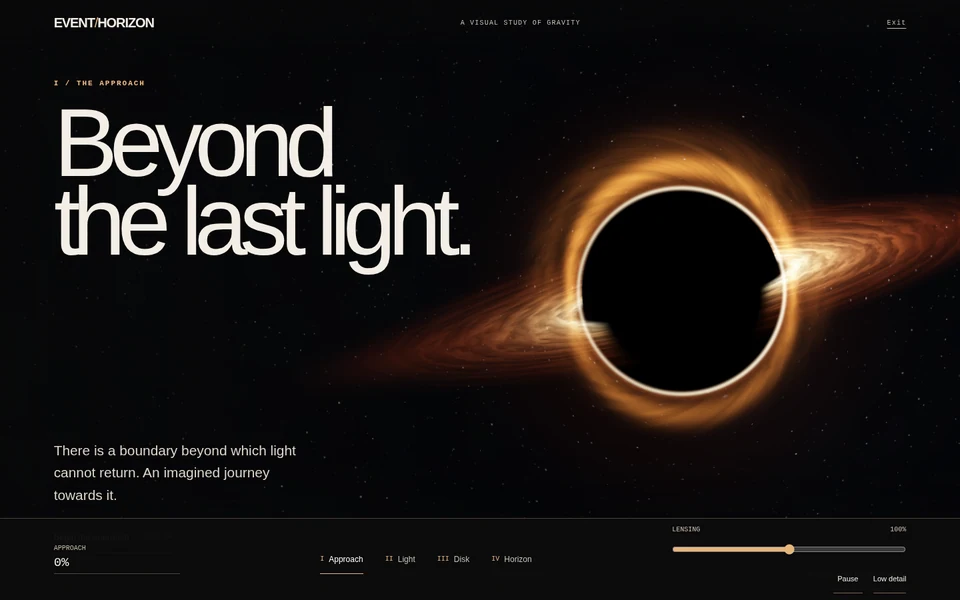 EVENT/HORIZON
A VISUAL STUDY OF GRAVITY
Exit
I / THE APPROACH
Beyond
the last light.
There is a boundary beyond which light
cannot return. An imagined journey
towards it.
APPROACH
0%
I Approach
II Light
III Disk
IV Horizon
LENSING
100%
Pause
Low detail